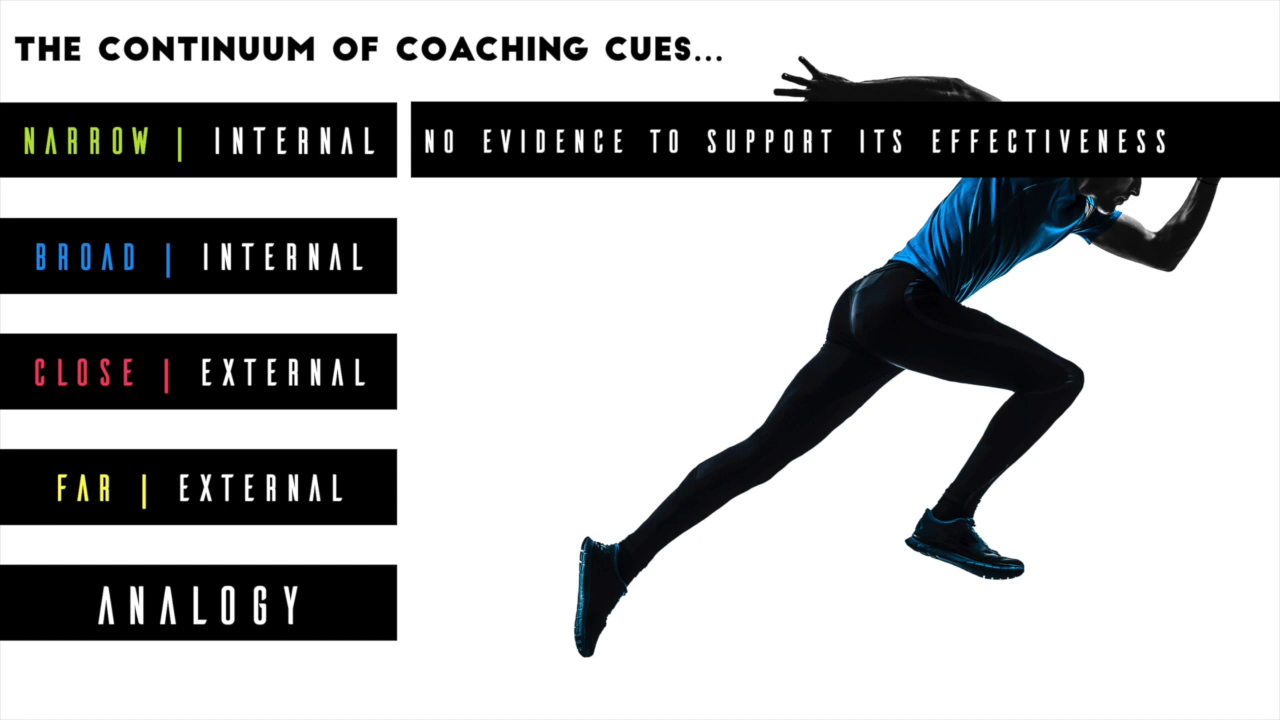 THE CONTINUUM OF COACHING CUES...
NARROW | INTERNAL
NO EVIDENCE TO SUPPORT ITS EFFECTIVENESS
BROAD | INTERNAL
CLOSE | EXTERNAL
FAR | EXTERNAL
ANALOGY